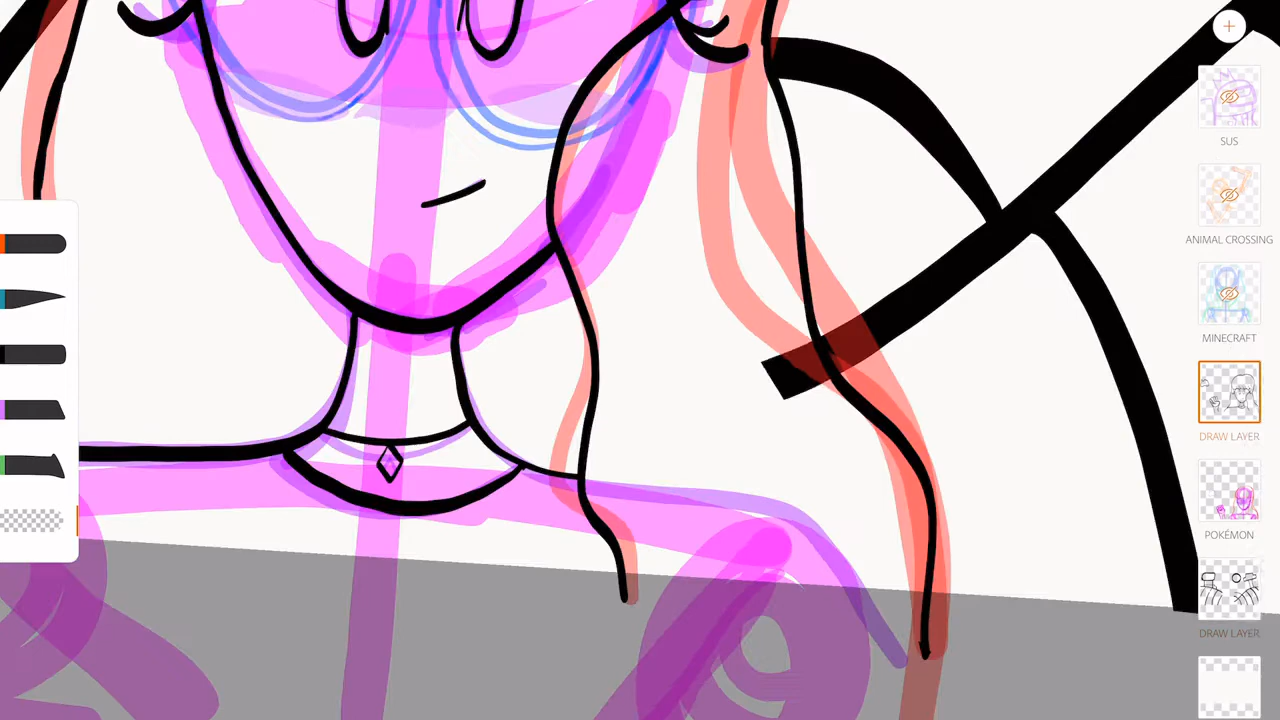 SUS
ANIMAL CROSSING
MINECRAFT
DRAW LAYER
POKÉMON
DRAW LAYER